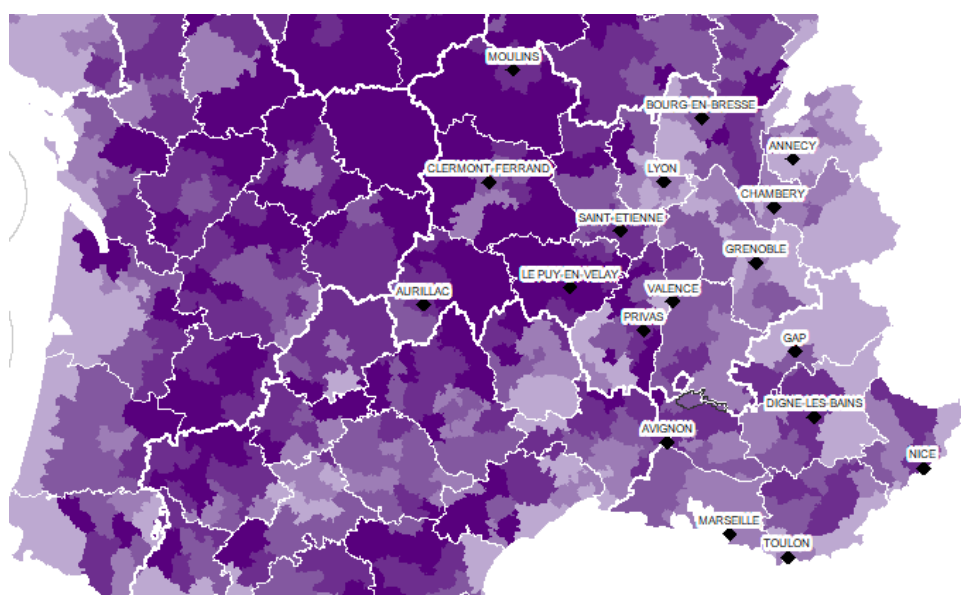 MOULINS
BOURG-EN-BRESSE
ANNECY
CLERMONT-FERRAND
LYON
CHAMBERY
SAINT-ETIENNE
GRENOBLE
LE PUY-EN-VELAY
VALENCE
AURILLAC
PRIVAS
GAP
DIGNE-LES-BAINS
AVIGNON
NICE
MARSEILLE
TOULON